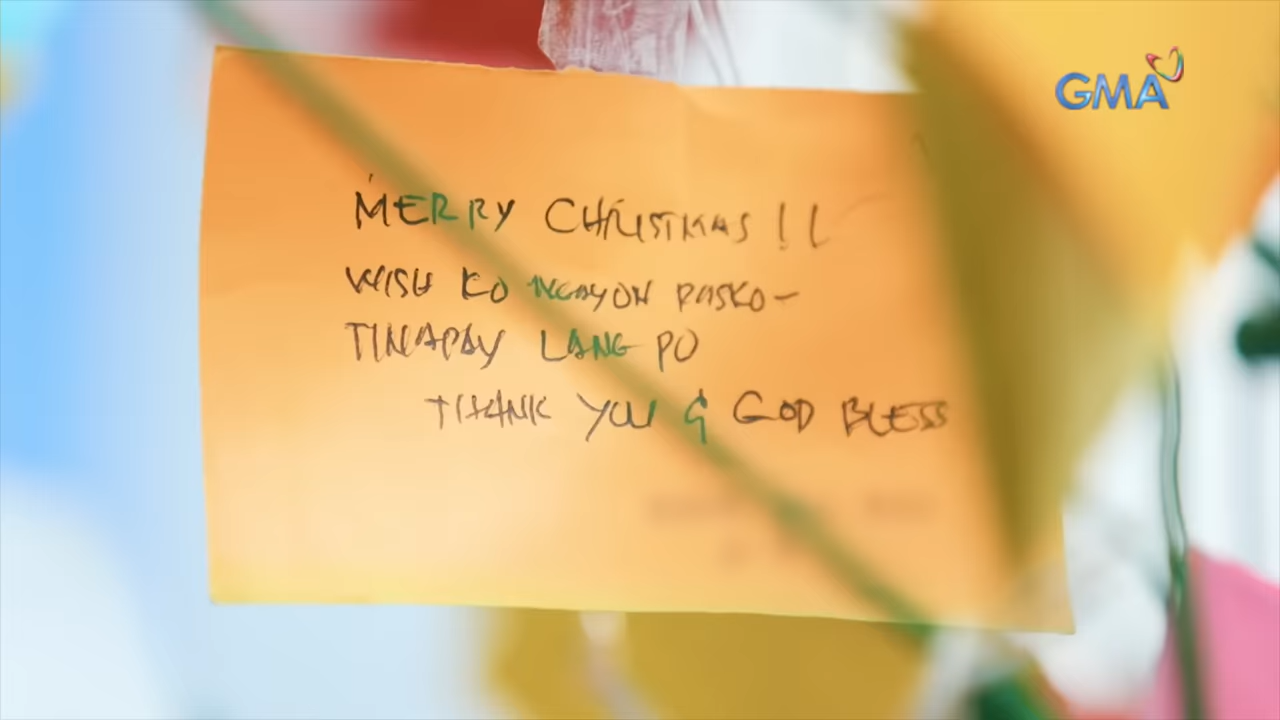 GMA
MERRY CHRISTMAS!!
WISH KO NGAYON PASKO-
TINAPAY LANG PO
THANK YOU & GOD BLESS